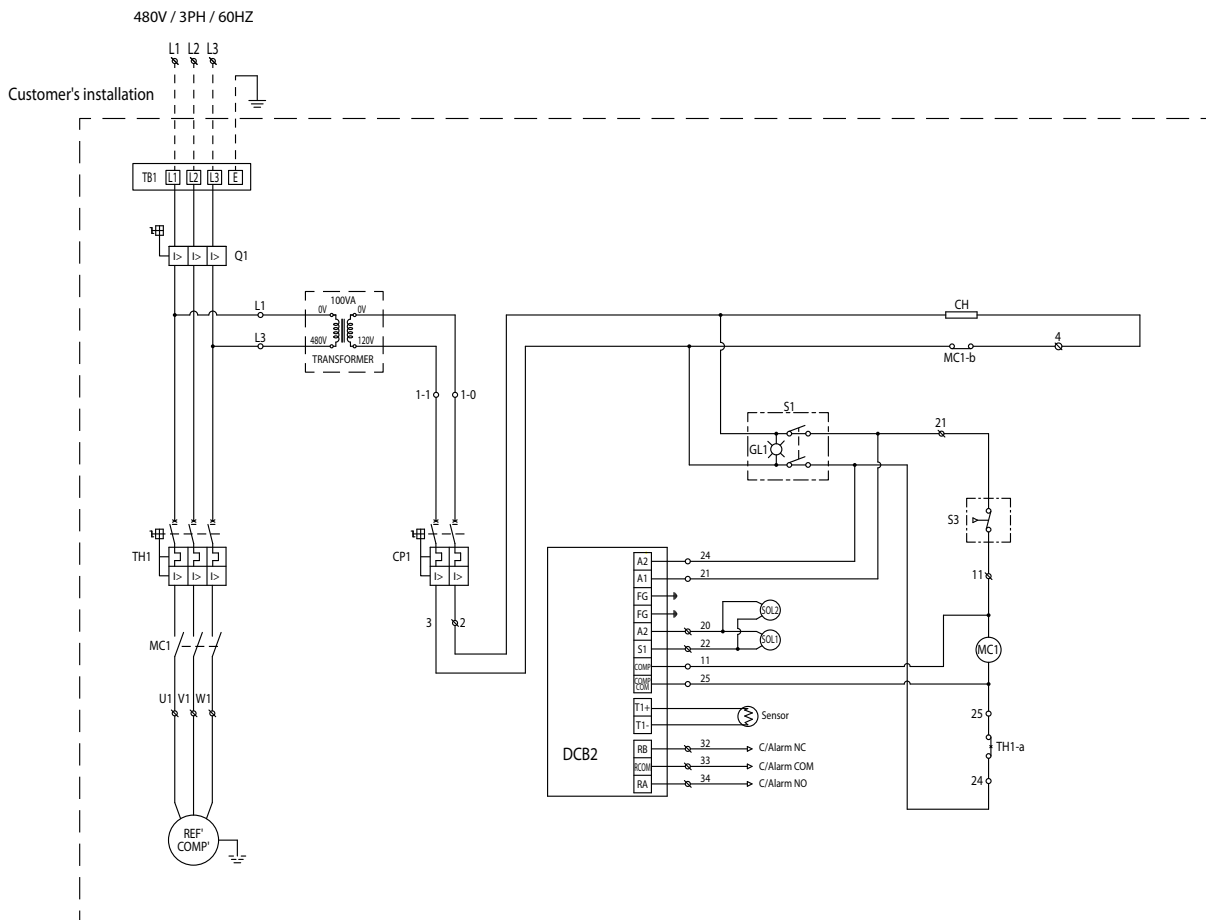 480V / 3PH / 60HZ
L1 L2 L3
Customer's installation
TB1 L1 L2 L3 E
I> I> I> Q1
L1
100VA
0V 0V
L3
480V 120V
TRANSFORMER
CH
4
MC1-b
1-1 1-0
S1
21
GL1
S3
TH1
I> I> I>
CP1
I> I>
A2 24
A1 21
FG
FG
A2 20
SOL2
S1 22
SOL1
COMP 11
COMP COM 25
T1+
T1-
Sensor
DCB2
RB 32 C/Alarm NC
RCOM 33 C/Alarm COM
RA 34 C/Alarm NO
11
MC1
25
TH1-a
24
3 2
MC1
U1 V1 W1
REF'
COMP'